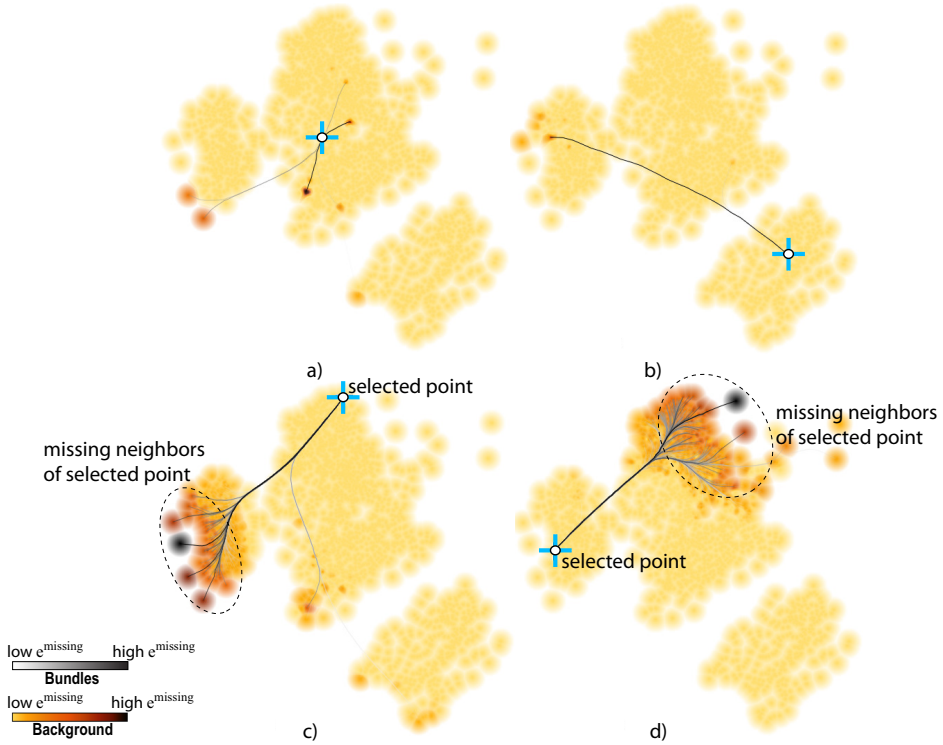 a)
b)
selected point
missing neighbors
of selected point
missing neighbors
of selected point
selected point
low e^missing high e^missing
Bundles
low e^missing high e^missing
Background
c)
d)